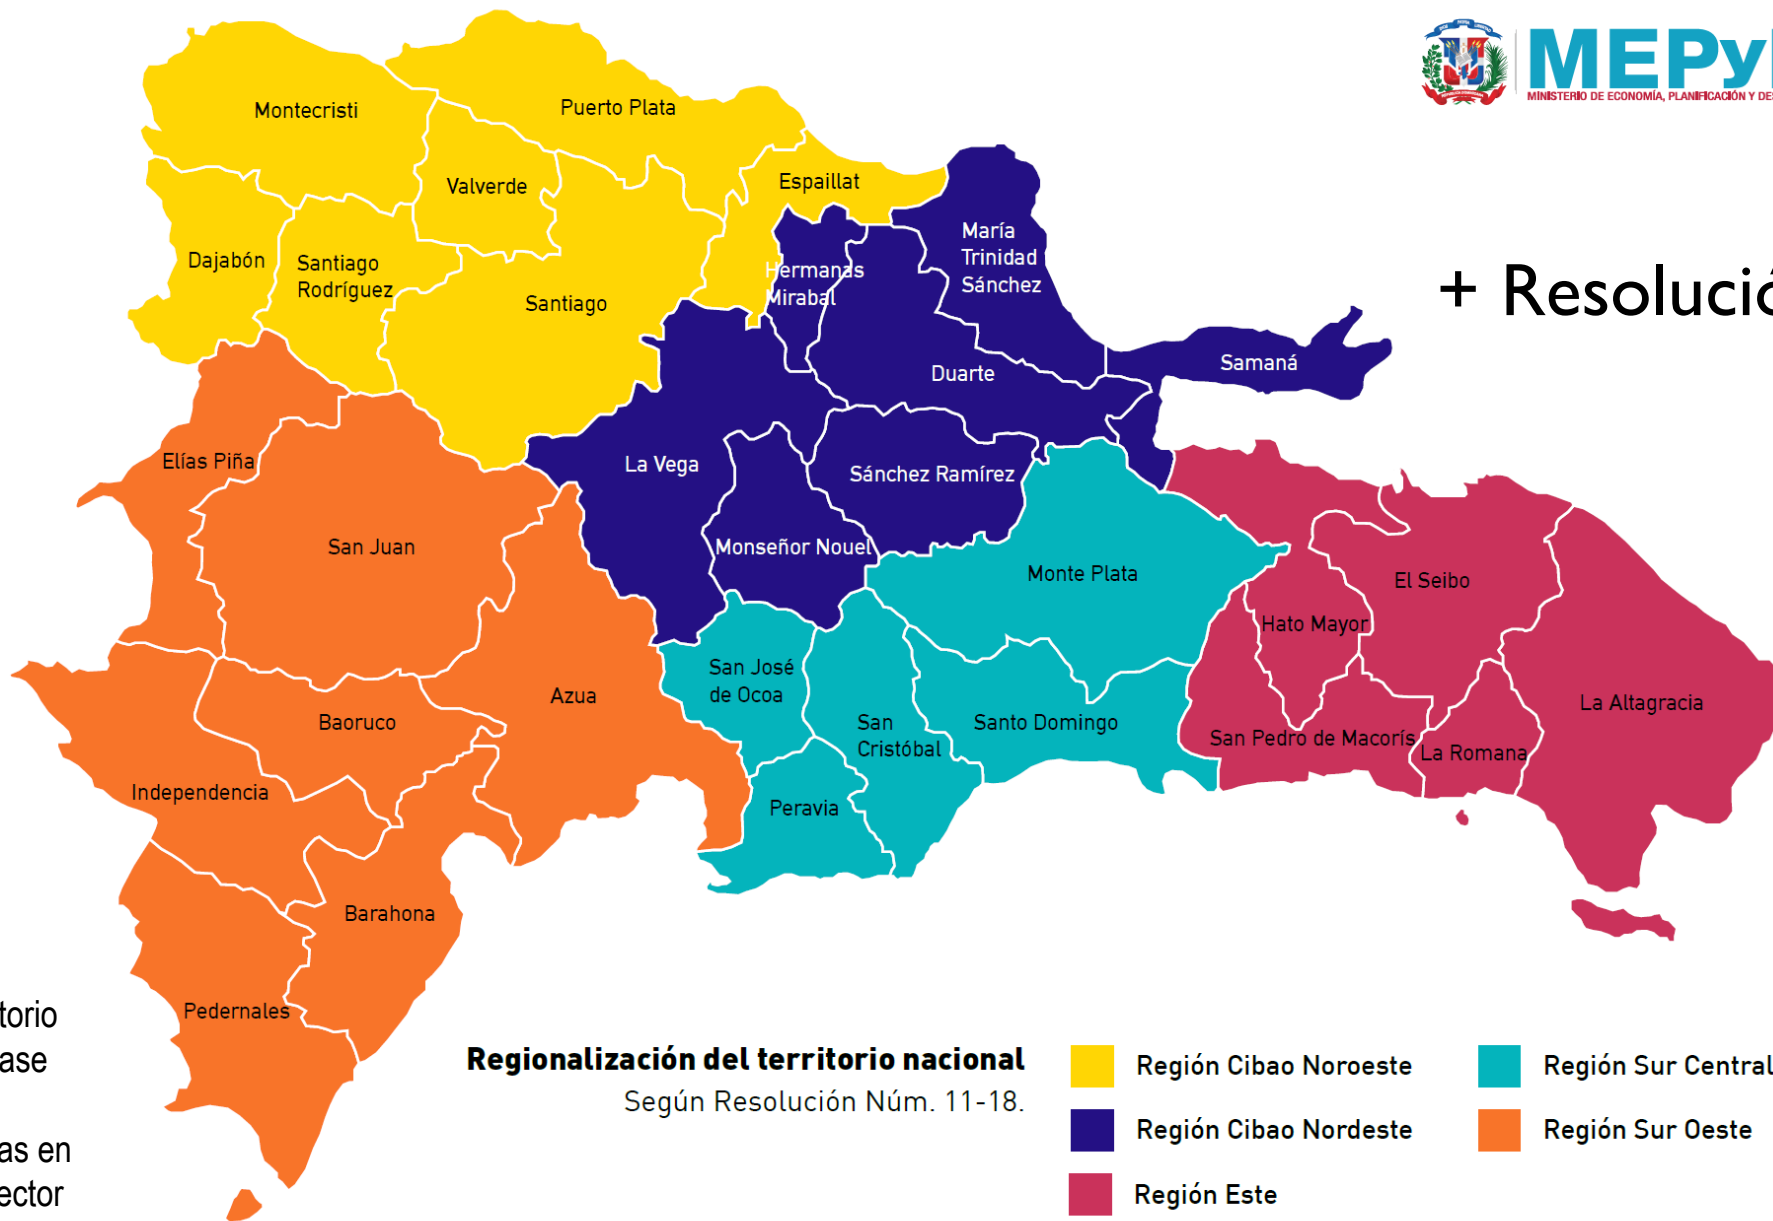 MEPy
MINISTERIO DE ECONOMÍA, PLANIFICACIÓN Y DES
+ Resolució
Montecristi
Puerto Plata
Valverde
Espaillat
Dajabón
Santiago
Rodríguez
Santiago
Hermanas
Mirabal
María
Trinidad
Sánchez
Duarte
Samaná
Elías Piña
La Vega
Sánchez Ramírez
San Juan
Monseñor Nouel
Monte Plata
El Seibo
Hato Mayor
San José
de Ocoa
Azua
Baoruco
San
Cristóbal
Santo Domingo
San Pedro de Macorís
La Romana
La Altagracia
Independencia
Peravia
Barahona
Pedernales
torio
ase
as en
ector
Regionalización del territorio nacional
Según Resolución Núm. 11-18.
Región Cibao Noroeste
Región Cibao Nordeste
Región Este
Región Sur Central
Región Sur Oeste